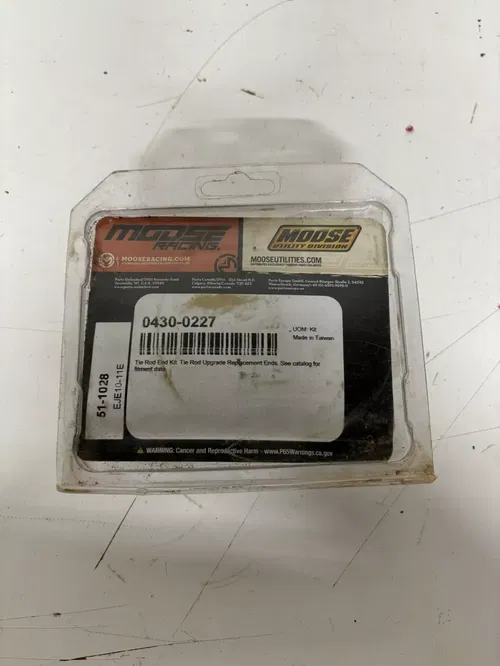 MOOSE
RACING.
MOOSERACING.COM
MOOSE
UTILITY DIVISION
MOOSEUTILITIES.COM
0430-0227
UOM: Kit
Made in Taiwan
Tie Rod End Kit: Tie Rod Upgrade Replacement Ends. See catalog for
fitment data
51-1028
EJE10-11E
WARNING: Cancer and Reproductive Harm - www.P65Warnings.ca.gov